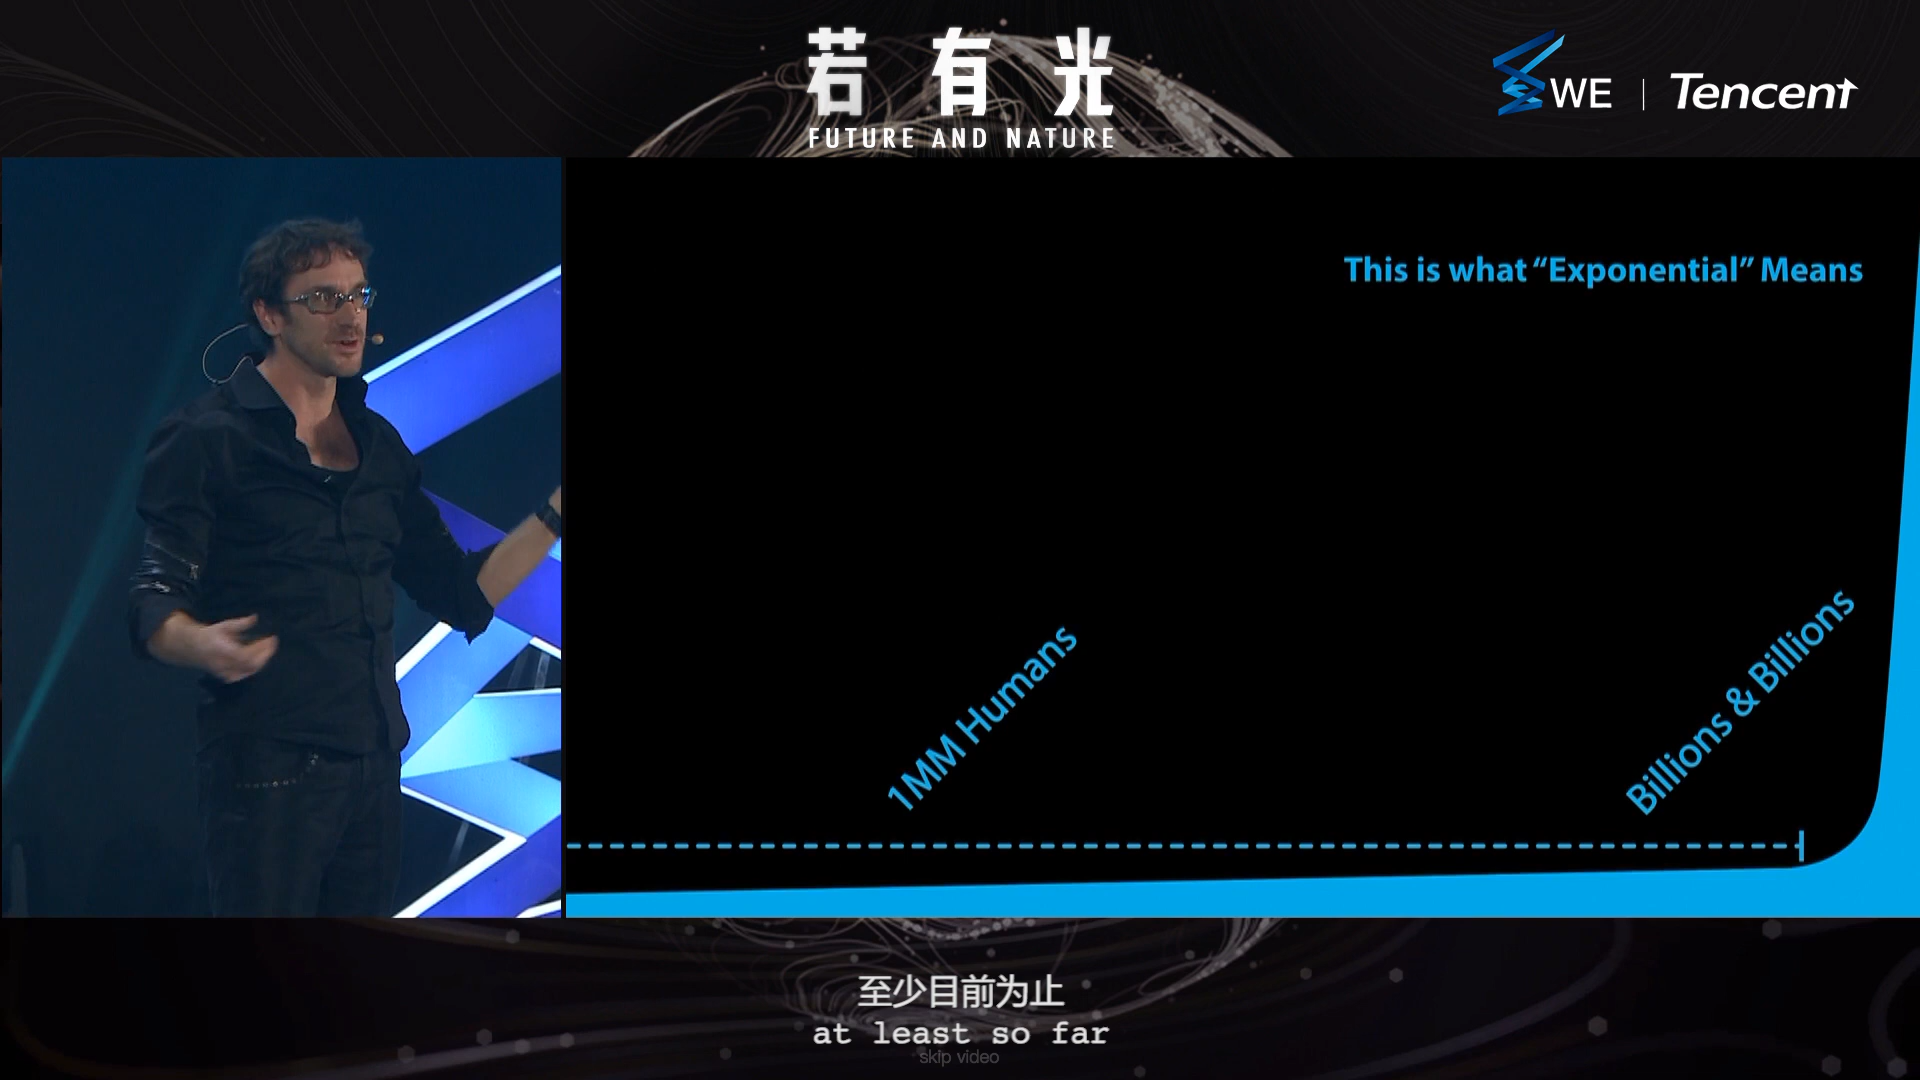 若有光
FUTURE AND NATURE
WE | Tencent
This is what “Exponential” Means
1MM Humans
Billions & Billions
至少目前为止
at least so far
skip video